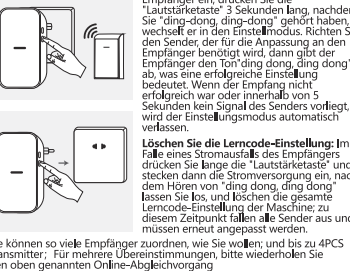 Empfänger ein, drücken Sie die
"Lautstärketaste" 3 Sekunden lang, nachdem
Sie "ding-dong, ding-dong" gehört haben,
wechselt er in den Einstellmodus. Richten Sie
den Sender, der für die Anpassung an den
Empfänger benötigt wird, dann gibt der
Empfänger den Ton"ding dong, ding dong"
ab, was eine erfolgreiche Einstellung
bedeutet. Wenn der Empfang nicht
erfolgreich war oder innerhalb von 5
Sekunden kein Signal des Senders vorliegt,
wird der Einstellungsmodus automatisch
verlassen.
Löschen Sie die Lerncode-Einstellung: Im
Falle eines Stromausfalls des Empfängers
drücken Sie lange die "Lautstärketaste" und
stecken dann die Stromversorgung ein, nach
dem Hören von "ding dong, ding dong"
lassen Sie los, und löschen die gesamte
Lerncode-Einstellung der Maschine; zu
diesem Zeitpunkt fallen alle Sender aus und
müssen erneut angepasst werden.
e können so viele Empfänger zuordnen, wie Sie wollen; und bis zu 4PCS
ansmitter; Für mehrere Übereinstimmungen, bitte wiederholen Sie
en oben genannten Online-Abgleichvorgang